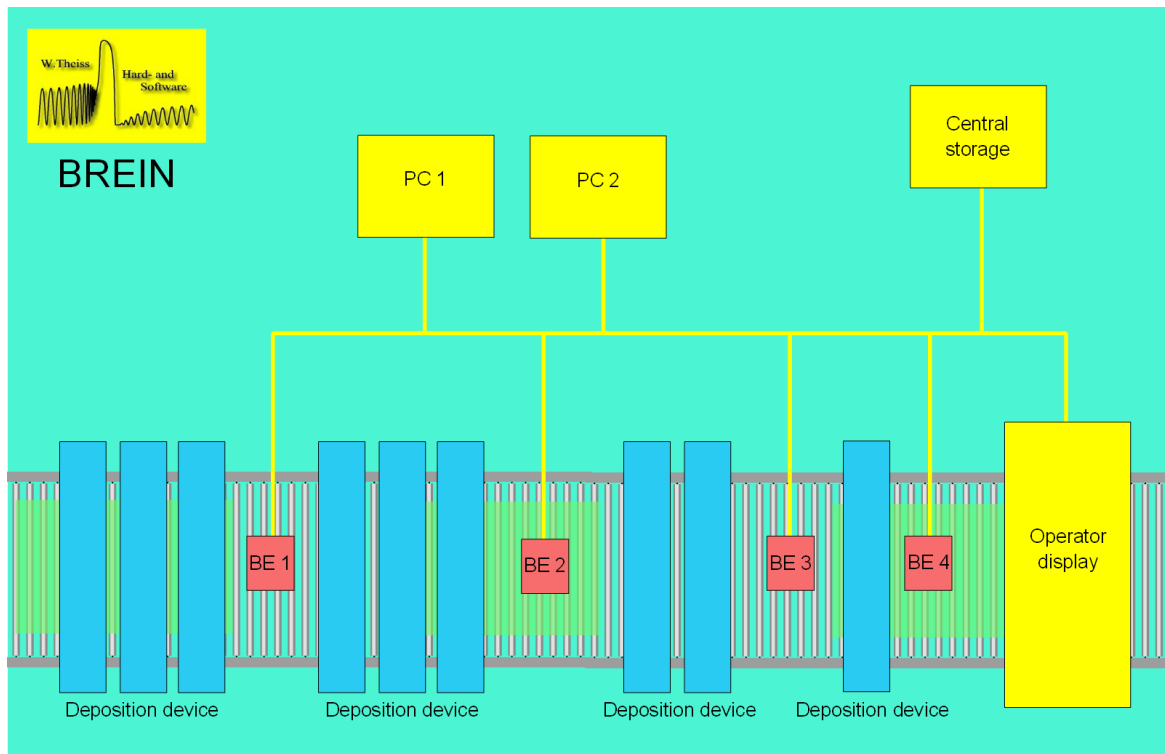 W.Theiss
Hard- and
Software
BREIN
PC 1
PC 2
Central
storage
BE 1
BE 2
BE 3
BE 4
Operator
display
Deposition device
Deposition device
Deposition device
Deposition device